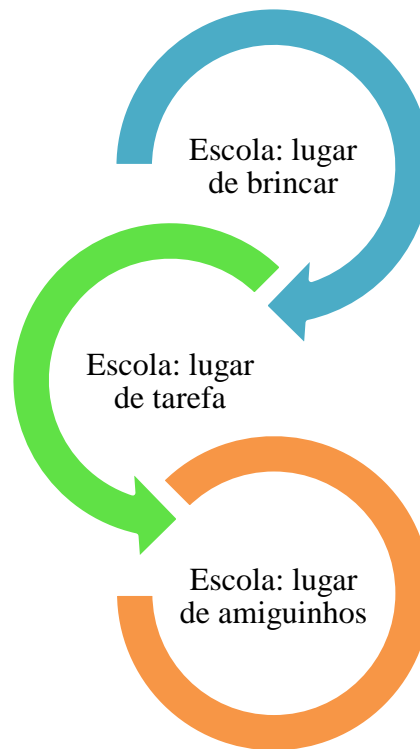 Escola: lugar
de brincar
Escola: lugar
de tarefa
Escola: lugar
de amiguinhos